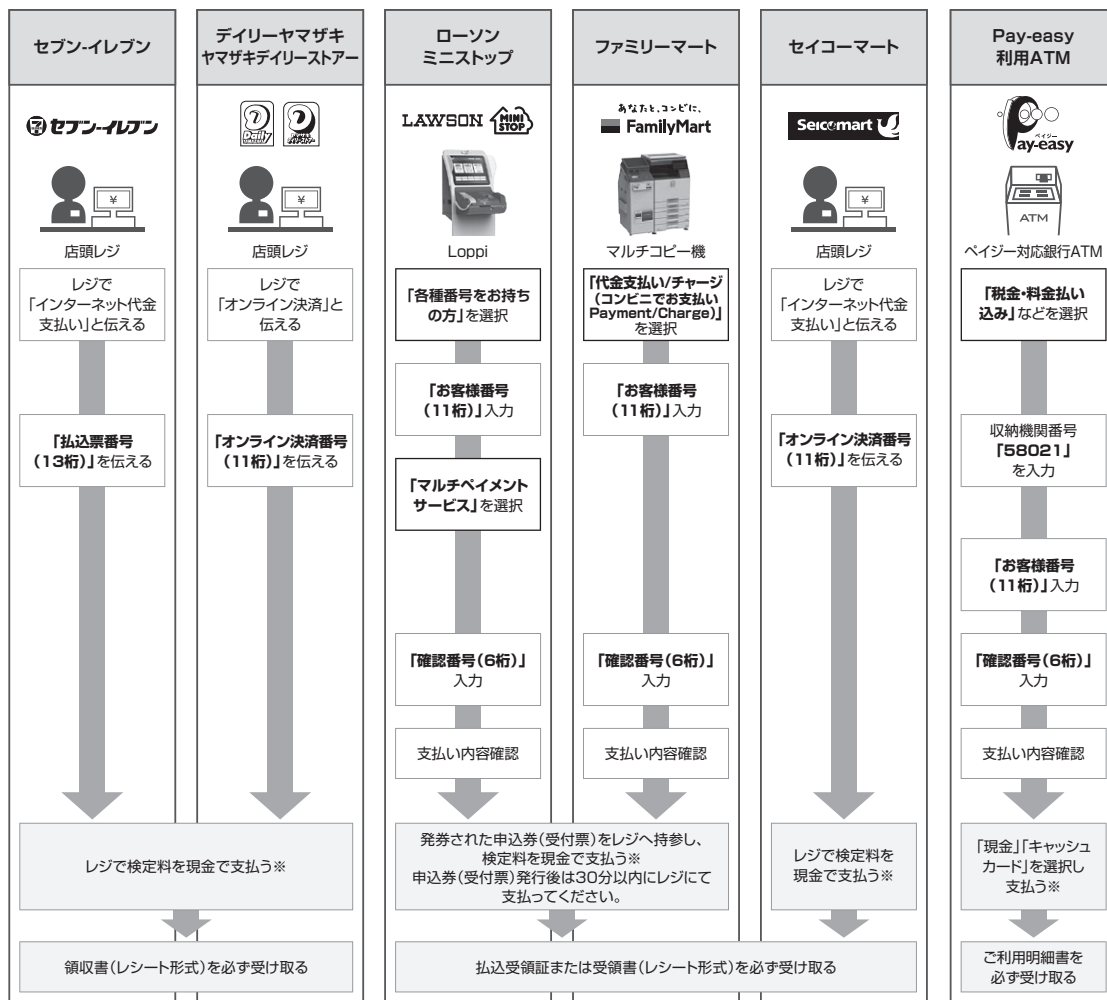 セブン-イレブン
セブン-イレブン
¥
店頭レジ
レジで
「インターネット代金
支払い」と伝える
「払込票番号
(13桁)」を伝える
デイリーヤマザキ
ヤマザキデイリーストアー
Daily
¥
店頭レジ
レジで
「オンライン決済」と
伝える
「オンライン決済番号
(11桁)」を伝える
レジで検定料を現金で支払う※
領収書(レシート形式)を必ず受け取る
ローソン
ミニストップ
LAWSON
MINI
STOP
Loppi
「各種番号をお持ち
の方」を選択
「お客様番号
(11桁)」入力
「マルチペイメント
サービス」を選択
「確認番号(6桁)」
入力
支払い内容確認
ファミリーマート
あなたと、コンビに、
FamilyMart
マルチコピー機
「代金支払い/チャージ
(コンビニでお支払い
Payment/Charge)」
を選択
「お客様番号
(11桁)」入力
「確認番号(6桁)」
入力
支払い内容確認
発券された申込券(受付票)をレジへ持参し、
検定料を現金で支払う※
申込券(受付票)発行後は30分以内にレジにて
支払ってください。
セイコーマート
Seicomart
¥
店頭レジ
レジで
「インターネット代金
支払い」と伝える
「オンライン決済番号
(11桁)」を伝える
レジで検定料を
現金で支払う※
払込受領証または受領書(レシート形式)を必ず受け取る
Pay-easy
利用ATM
ペイジー
Pay-easy
ATM
ペイジー対応銀行ATM
「税金・料金払い
込み」などを選択
収納機関番号
「58021」
を入力
「お客様番号
(11桁)」入力
「確認番号(6桁)」
入力
支払い内容確認
「現金」「キャッシュ
カード」を選択し
支払う※
ご利用明細書を
必ず受け取る